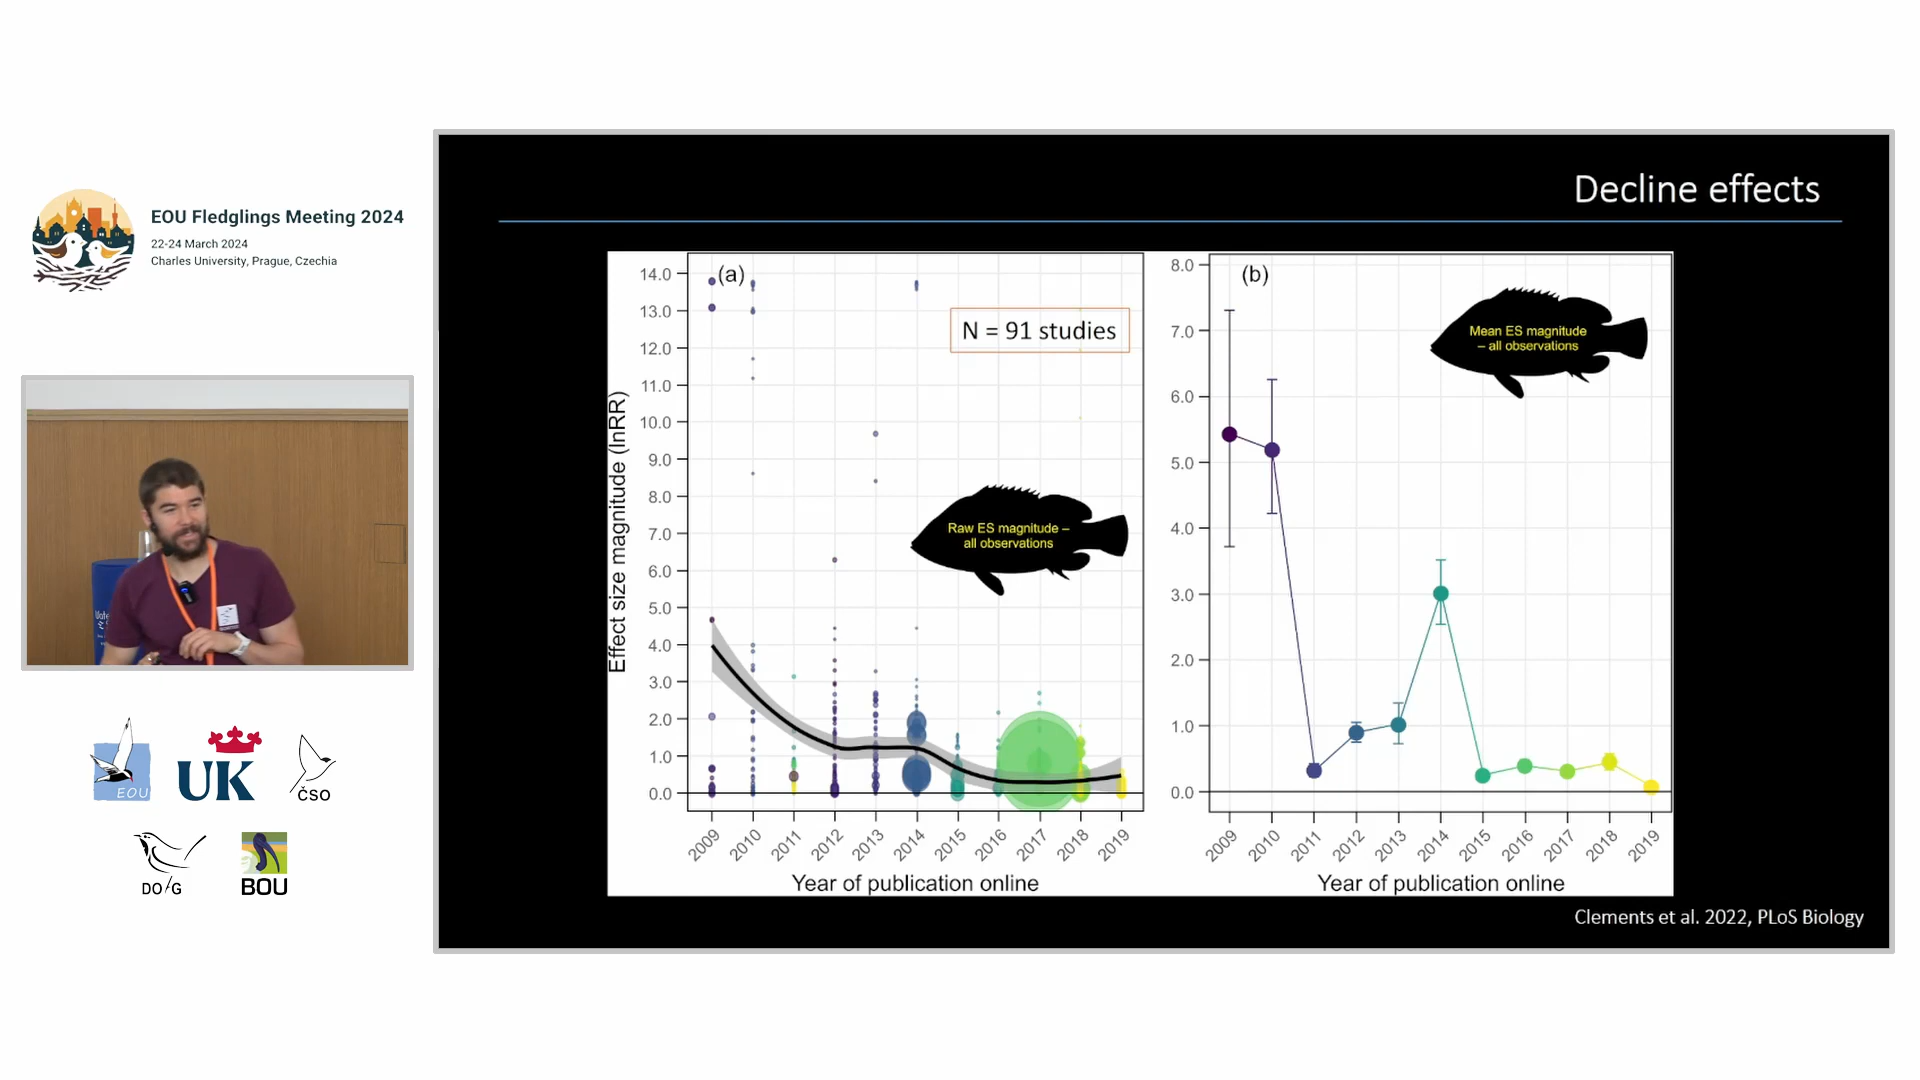 EOU Fledglings Meeting 2024
22-24 March 2024
Charles University, Prague, Czechia
EOU
UK
ČSO
DO/G
BOU
Decline effects
(a)
N = 91 studies
Raw ES magnitude –
all observations
Effect size magnitude (lnRR)
14.0
13.0
12.0
11.0
10.0
9.0
8.0
7.0
6.0
5.0
4.0
3.0
2.0
1.0
0.0
2009
2010
2011
2012
2013
2014
2015
2016
2017
2018
2019
Year of publication online
(b)
Mean ES magnitude
– all observations
8.0
7.0
6.0
5.0
4.0
3.0
2.0
1.0
0.0
2009
2010
2011
2012
2013
2014
2015
2016
2017
2018
2019
Year of publication online
Clements et al. 2022, PLoS Biology